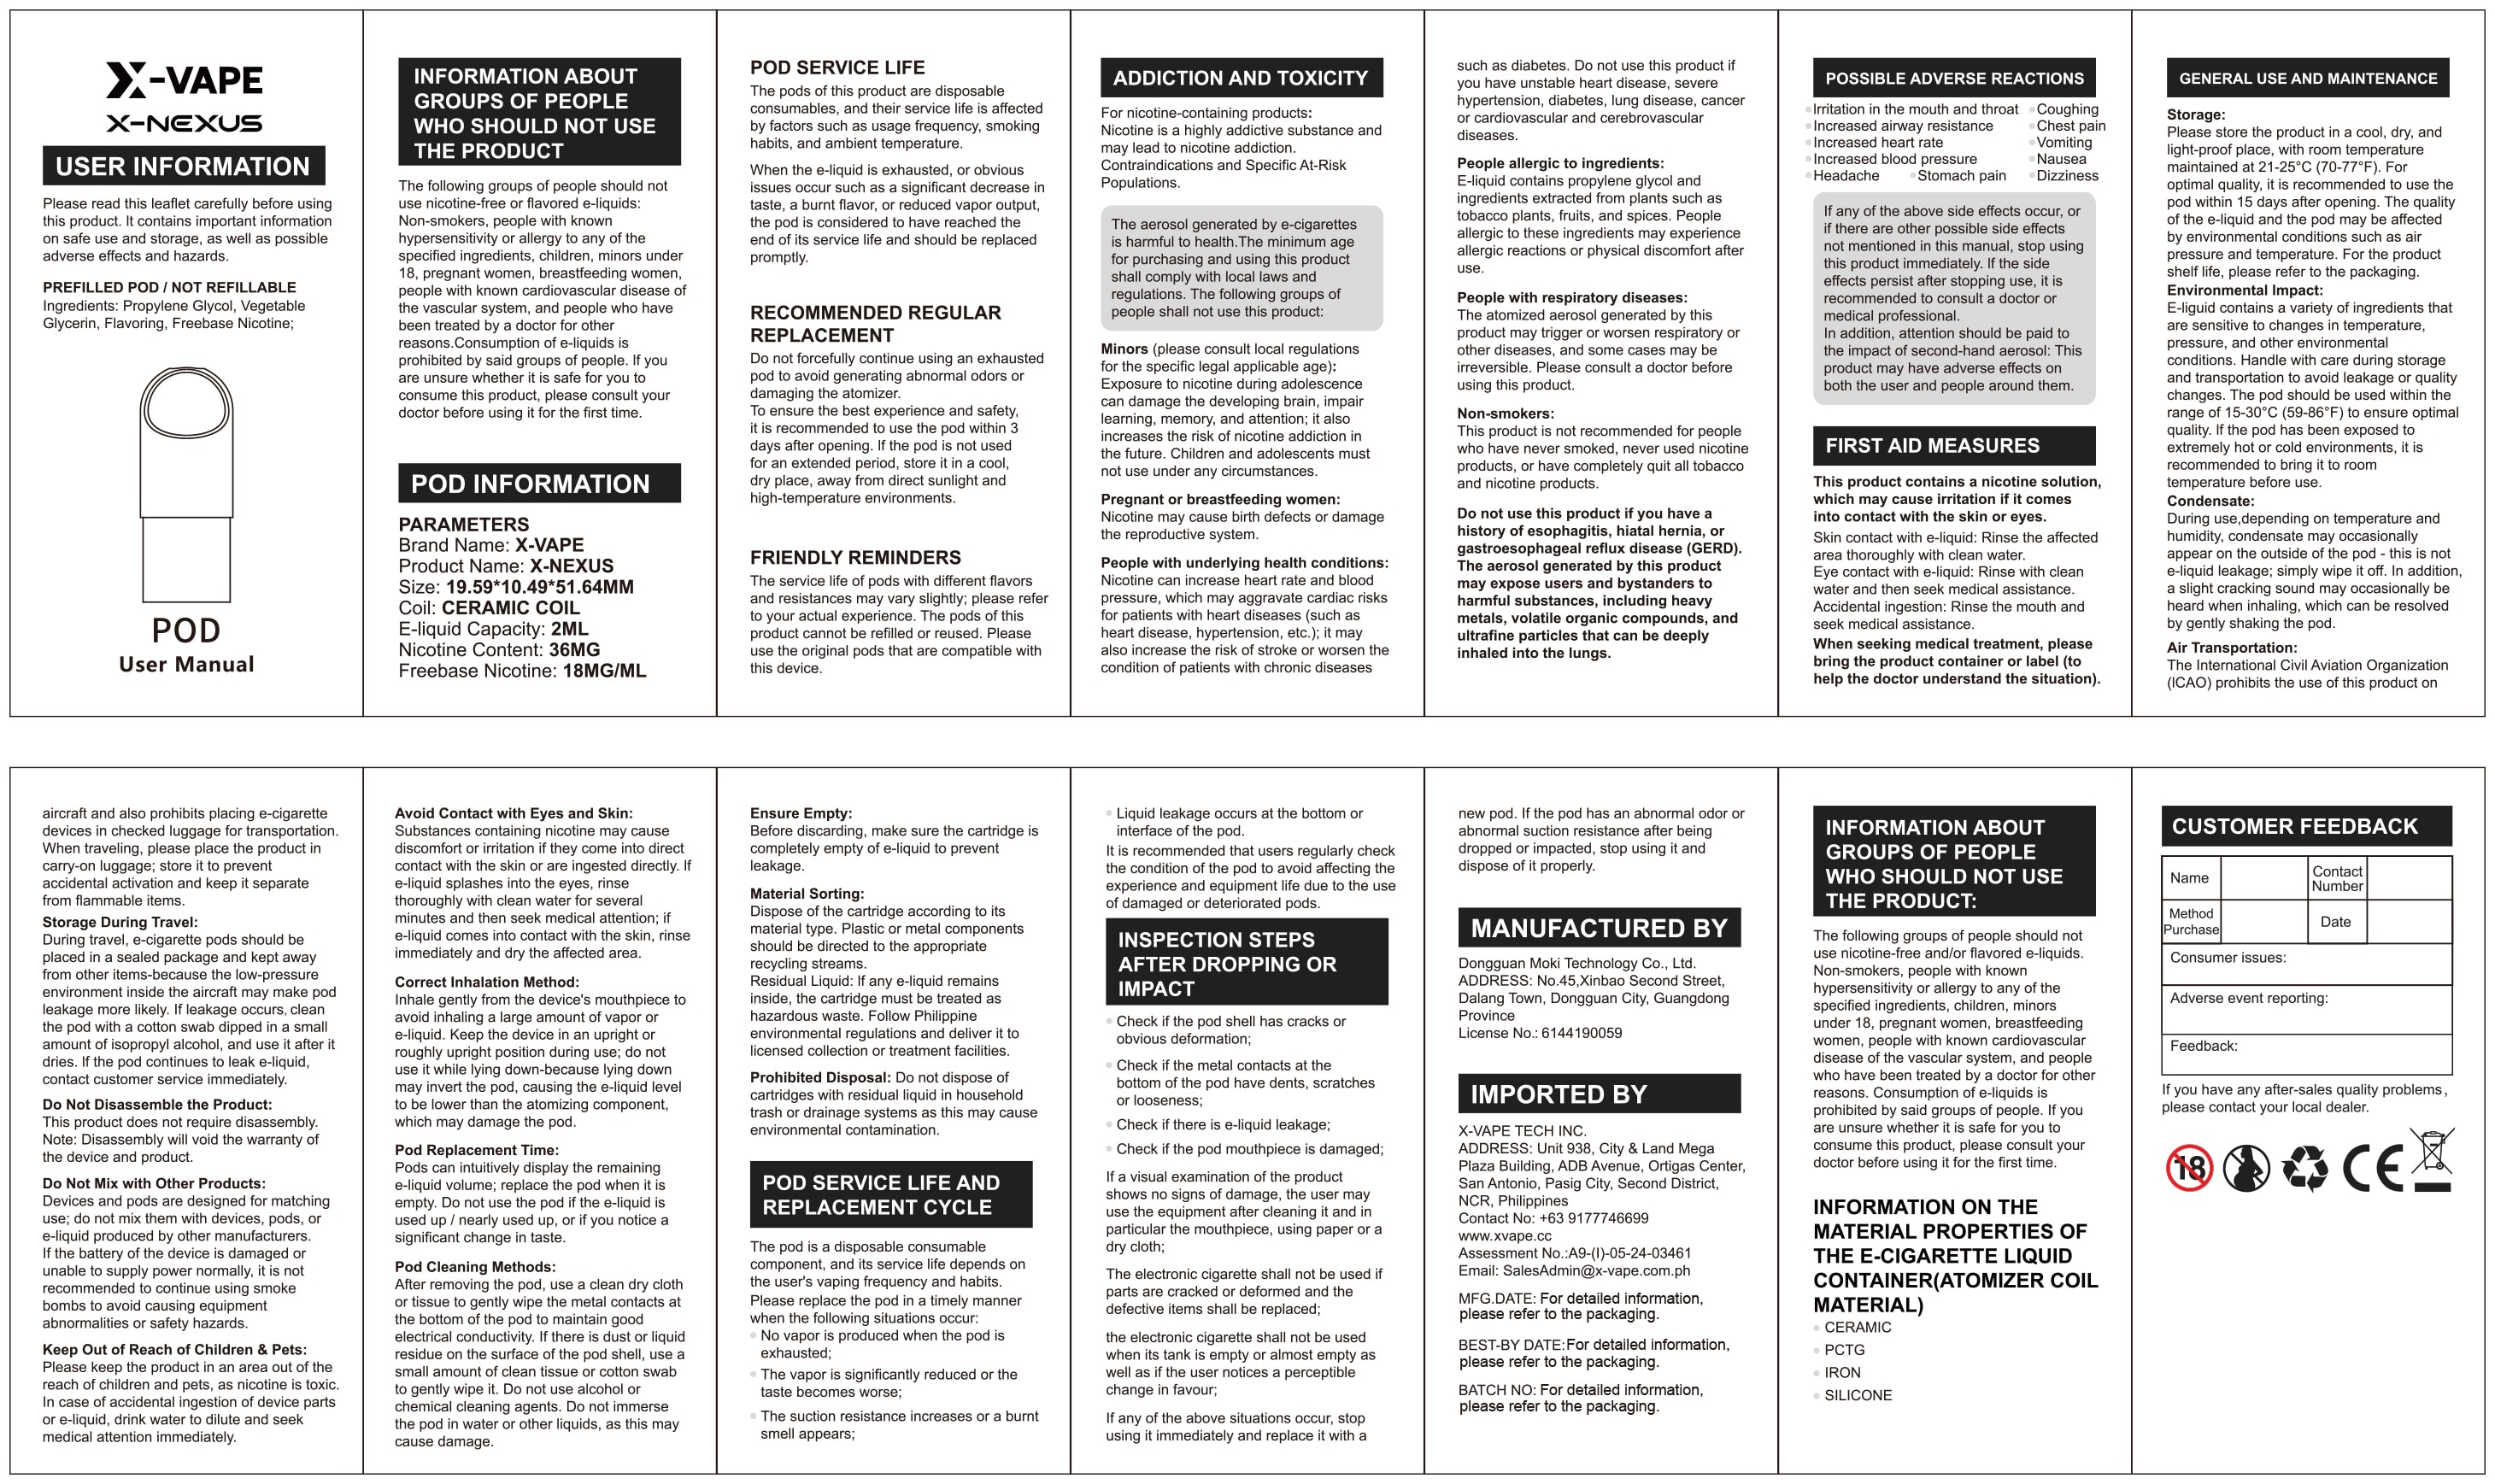 X-VAPE
X-NEXUS
USER INFORMATION
Please read this leaflet carefully before using
this product. It contains important information
on safe use and storage, as well as possible
adverse effects and hazards.
PREFILLED POD / NOT REFILLABLE
Ingredients: Propylene Glycol, Vegetable
Glycerin, Flavoring, Freebase Nicotine;
POD
User Manual
INFORMATION ABOUT
GROUPS OF PEOPLE
WHO SHOULD NOT USE
THE PRODUCT
The following groups of people should not
use nicotine-free or flavored e-liquids:
Non-smokers, people with known
hypersensitivity or allergy to any of the
specified ingredients, children, minors under
18, pregnant women, breastfeeding women,
people with known cardiovascular disease of
the vascular system, and people who have
been treated by a doctor for other
reasons.Consumption of e-liquids is
prohibited by said groups of people. If you
are unsure whether it is safe for you to
consume this product, please consult your
doctor before using it for the first time.
POD INFORMATION
PARAMETERS
Brand Name: X-VAPE
Product Name: X-NEXUS
Size: 19.59*10.49*51.64MM
Coil: CERAMIC COIL
E-liquid Capacity: 2ML
Nicotine Content: 36MG
Freebase Nicotine: 18MG/ML
POD SERVICE LIFE
The pods of this product are disposable
consumables, and their service life is affected
by factors such as usage frequency, smoking
habits, and ambient temperature.
When the e-liquid is exhausted, or obvious
issues occur such as a significant decrease in
taste, a burnt flavor, or reduced vapor output,
the pod is considered to have reached the
end of its service life and should be replaced
promptly.
RECOMMENDED REGULAR
REPLACEMENT
Do not forcefully continue using an exhausted
pod to avoid generating abnormal odors or
damaging the atomizer.
To ensure the best experience and safety,
it is recommended to use the pod within 3
days after opening. If the pod is not used
for an extended period, store it in a cool,
dry place, away from direct sunlight and
high-temperature environments.
FRIENDLY REMINDERS
The service life of pods with different flavors
and resistances may vary slightly; please refer
to your actual experience. The pods of this
product cannot be refilled or reused. Please
use the original pods that are compatible with
this device.
ADDICTION AND TOXICITY
For nicotine-containing products:
Nicotine is a highly addictive substance and
may lead to nicotine addiction.
Contraindications and Specific At-Risk
Populations.
The aerosol generated by e-cigarettes
is harmful to health.The minimum age
for purchasing and using this product
shall comply with local laws and
regulations. The following groups of
people shall not use this product:
Minors (please consult local regulations
for the specific legal applicable age):
Exposure to nicotine during adolescence
can damage the developing brain, impair
learning, memory, and attention; it also
increases the risk of nicotine addiction in
the future. Children and adolescents must
not use under any circumstances.
Pregnant or breastfeeding women:
Nicotine may cause birth defects or damage
the reproductive system.
People with underlying health conditions:
Nicotine can increase heart rate and blood
pressure, which may aggravate cardiac risks
for patients with heart diseases (such as
heart disease, hypertension, etc.); it may
also increase the risk of stroke or worsen the
condition of patients with chronic diseases
such as diabetes. Do not use this product if
you have unstable heart disease, severe
hypertension, diabetes, lung disease, cancer
or cardiovascular and cerebrovascular
diseases.
People allergic to ingredients:
E-liquid contains propylene glycol and
ingredients extracted from plants such as
tobacco plants, fruits, and spices. People
allergic to these ingredients may experience
allergic reactions or physical discomfort after
use.
People with respiratory diseases:
The atomized aerosol generated by this
product may trigger or worsen respiratory or
other diseases, and some cases may be
irreversible. Please consult a doctor before
using this product.
Non-smokers:
This product is not recommended for people
who have never smoked, never used nicotine
products, or have completely quit all tobacco
and nicotine products.
Do not use this product if you have a
history of esophagitis, hiatal hernia, or
gastroesophageal reflux disease (GERD).
The aerosol generated by this product
may expose users and bystanders to
harmful substances, including heavy
metals, volatile organic compounds, and
ultrafine particles that can be deeply
inhaled into the lungs.
POSSIBLE ADVERSE REACTIONS
Irritation in the mouth and throat Coughing
Increased airway resistance Chest pain
Increased heart rate Vomiting
Increased blood pressure Nausea
Headache Stomach pain Dizziness
If any of the above side effects occur, or
if there are other possible side effects
not mentioned in this manual, stop using
this product immediately. If the side
effects persist after stopping use, it is
recommended to consult a doctor or
medical professional.
In addition, attention should be paid to
the impact of second-hand aerosol: This
product may have adverse effects on
both the user and people around them.
FIRST AID MEASURES
This product contains a nicotine solution,
which may cause irritation if it comes
into contact with the skin or eyes.
Skin contact with e-liquid: Rinse the affected
area thoroughly with clean water.
Eye contact with e-liquid: Rinse with clean
water and then seek medical assistance.
Accidental ingestion: Rinse the mouth and
seek medical assistance.
When seeking medical treatment, please
bring the product container or label (to
help the doctor understand the situation).
GENERAL USE AND MAINTENANCE
Storage:
Please store the product in a cool, dry, and
light-proof place, with room temperature
maintained at 21-25°C (70-77°F). For
optimal quality, it is recommended to use the
pod within 15 days after opening. The quality
of the e-liquid and the pod may be affected
by environmental conditions such as air
pressure and temperature. For the product
shelf life, please refer to the packaging.
Environmental Impact:
E-liguid contains a variety of ingredients that
are sensitive to changes in temperature,
pressure, and other environmental
conditions. Handle with care during storage
and transportation to avoid leakage or quality
changes. The pod should be used within the
range of 15-30°C (59-86°F) to ensure optimal
quality. If the pod has been exposed to
extremely hot or cold environments, it is
recommended to bring it to room
temperature before use.
Condensate:
During use,depending on temperature and
humidity, condensate may occasionally
appear on the outside of the pod - this is not
e-liquid leakage; simply wipe it off. In addition,
a slight cracking sound may occasionally be
heard when inhaling, which can be resolved
by gently shaking the pod.
Air Transportation:
The International Civil Aviation Organization
(ICAO) prohibits the use of this product on
aircraft and also prohibits placing e-cigarette
devices in checked luggage for transportation.
When traveling, please place the product in
carry-on luggage; store it to prevent
accidental activation and keep it separate
from flammable items.
Storage During Travel:
During travel, e-cigarette pods should be
placed in a sealed package and kept away
from other items-because the low-pressure
environment inside the aircraft may make pod
leakage more likely. If leakage occurs, clean
the pod with a cotton swab dipped in a small
amount of isopropyl alcohol, and use it after it
dries. If the pod continues to leak e-liquid,
contact customer service immediately.
Do Not Disassemble the Product:
This product does not require disassembly.
Note: Disassembly will void the warranty of
the device and product.
Do Not Mix with Other Products:
Devices and pods are designed for matching
use; do not mix them with devices, pods, or
e-liquid produced by other manufacturers.
If the battery of the device is damaged or
unable to supply power normally, it is not
recommended to continue using smoke
bombs to avoid causing equipment
abnormalities or safety hazards.
Keep Out of Reach of Children & Pets:
Please keep the product in an area out of the
reach of children and pets, as nicotine is toxic.
In case of accidental ingestion of device parts
or e-liquid, drink water to dilute and seek
medical attention immediately.
Avoid Contact with Eyes and Skin:
Substances containing nicotine may cause
discomfort or irritation if they come into direct
contact with the skin or are ingested directly. If
e-liquid splashes into the eyes, rinse
thoroughly with clean water for several
minutes and then seek medical attention; if
e-liquid comes into contact with the skin, rinse
immediately and dry the affected area.
Correct Inhalation Method:
Inhale gently from the device's mouthpiece to
avoid inhaling a large amount of vapor or
e-liquid. Keep the device in an upright or
roughly upright position during use; do not
use it while lying down-because lying down
may invert the pod, causing the e-liquid level
to be lower than the atomizing component,
which may damage the pod.
Pod Replacement Time:
Pods can intuitively display the remaining
e-liquid volume; replace the pod when it is
empty. Do not use the pod if the e-liquid is
used up / nearly used up, or if you notice a
significant change in taste.
Pod Cleaning Methods:
After removing the pod, use a clean dry cloth
or tissue to gently wipe the metal contacts at
the bottom of the pod to maintain good
electrical conductivity. If there is dust or liquid
residue on the surface of the pod shell, use a
small amount of clean tissue or cotton swab
to gently wipe it. Do not use alcohol or
chemical cleaning agents. Do not immerse
the pod in water or other liquids, as this may
cause damage.
Ensure Empty:
Before discarding, make sure the cartridge is
completely empty of e-liquid to prevent
leakage.
Material Sorting:
Dispose of the cartridge according to its
material type. Plastic or metal components
should be directed to the appropriate
recycling streams.
Residual Liquid: If any e-liquid remains
inside, the cartridge must be treated as
hazardous waste. Follow Philippine
environmental regulations and deliver it to
licensed collection or treatment facilities.
Prohibited Disposal: Do not dispose of
cartridges with residual liquid in household
trash or drainage systems as this may cause
environmental contamination.
POD SERVICE LIFE AND
REPLACEMENT CYCLE
The pod is a disposable consumable
component, and its service life depends on
the user's vaping frequency and habits.
Please replace the pod in a timely manner
when the following situations occur:
No vapor is produced when the pod is
exhausted;
The vapor is significantly reduced or the
taste becomes worse;
The suction resistance increases or a burnt
smell appears;
Liquid leakage occurs at the bottom or
interface of the pod.
It is recommended that users regularly check
the condition of the pod to avoid affecting the
experience and equipment life due to the use
of damaged or deteriorated pods.
INSPECTION STEPS
AFTER DROPPING OR
IMPACT
Check if the pod shell has cracks or
obvious deformation;
Check if the metal contacts at the
bottom of the pod have dents, scratches
or looseness;
Check if there is e-liquid leakage;
Check if the pod mouthpiece is damaged;
If a visual examination of the product
shows no signs of damage, the user may
use the equipment after cleaning it and in
particular the mouthpiece, using paper or a
dry cloth;
The electronic cigarette shall not be used if
parts are cracked or deformed and the
defective items shall be replaced;
the electronic cigarette shall not be used
when its tank is empty or almost empty as
well as if the user notices a perceptible
change in favour;
If any of the above situations occur, stop
using it immediately and replace it with a
new pod. If the pod has an abnormal odor or
abnormal suction resistance after being
dropped or impacted, stop using it and
dispose of it properly.
MANUFACTURED BY
Dongguan Moki Technology Co., Ltd.
ADDRESS: No.45,Xinbao Second Street,
Dalang Town, Dongguan City, Guangdong
Province
License No.: 6144190059
IMPORTED BY
X-VAPE TECH INC.
ADDRESS: Unit 938, City & Land Mega
Plaza Building, ADB Avenue, Ortigas Center,
San Antonio, Pasig City, Second District,
NCR, Philippines
Contact No: +63 9177746699
www.xvape.cc
Assessment No.:A9-(I)-05-24-03461
Email: SalesAdmin@x-vape.com.ph
MFG.DATE: For detailed information,
please refer to the packaging.
BEST-BY DATE:For detailed information,
please refer to the packaging.
BATCH NO: For detailed information,
please refer to the packaging.
INFORMATION ABOUT
GROUPS OF PEOPLE
WHO SHOULD NOT USE
THE PRODUCT:
The following groups of people should not
use nicotine-free and/or flavored e-liquids.
Non-smokers, people with known
hypersensitivity or allergy to any of the
specified ingredients, children, minors
under 18, pregnant women, breastfeeding
women, people with known cardiovascular
disease of the vascular system, and people
who have been treated by a doctor for other
reasons. Consumption of e-liquids is
prohibited by said groups of people. If you
are unsure whether it is safe for you to
consume this product, please consult your
doctor before using it for the first time.
INFORMATION ON THE
MATERIAL PROPERTIES OF
THE E-CIGARETTE LIQUID
CONTAINER(ATOMIZER COIL
MATERIAL)
CERAMIC
PCTG
IRON
SILICONE
CUSTOMER FEEDBACK
Name
Contact
Number
Method
Purchase
Date
Consumer issues:
Adverse event reporting:
Feedback:
If you have any after-sales quality problems,
please contact your local dealer.
18
CE